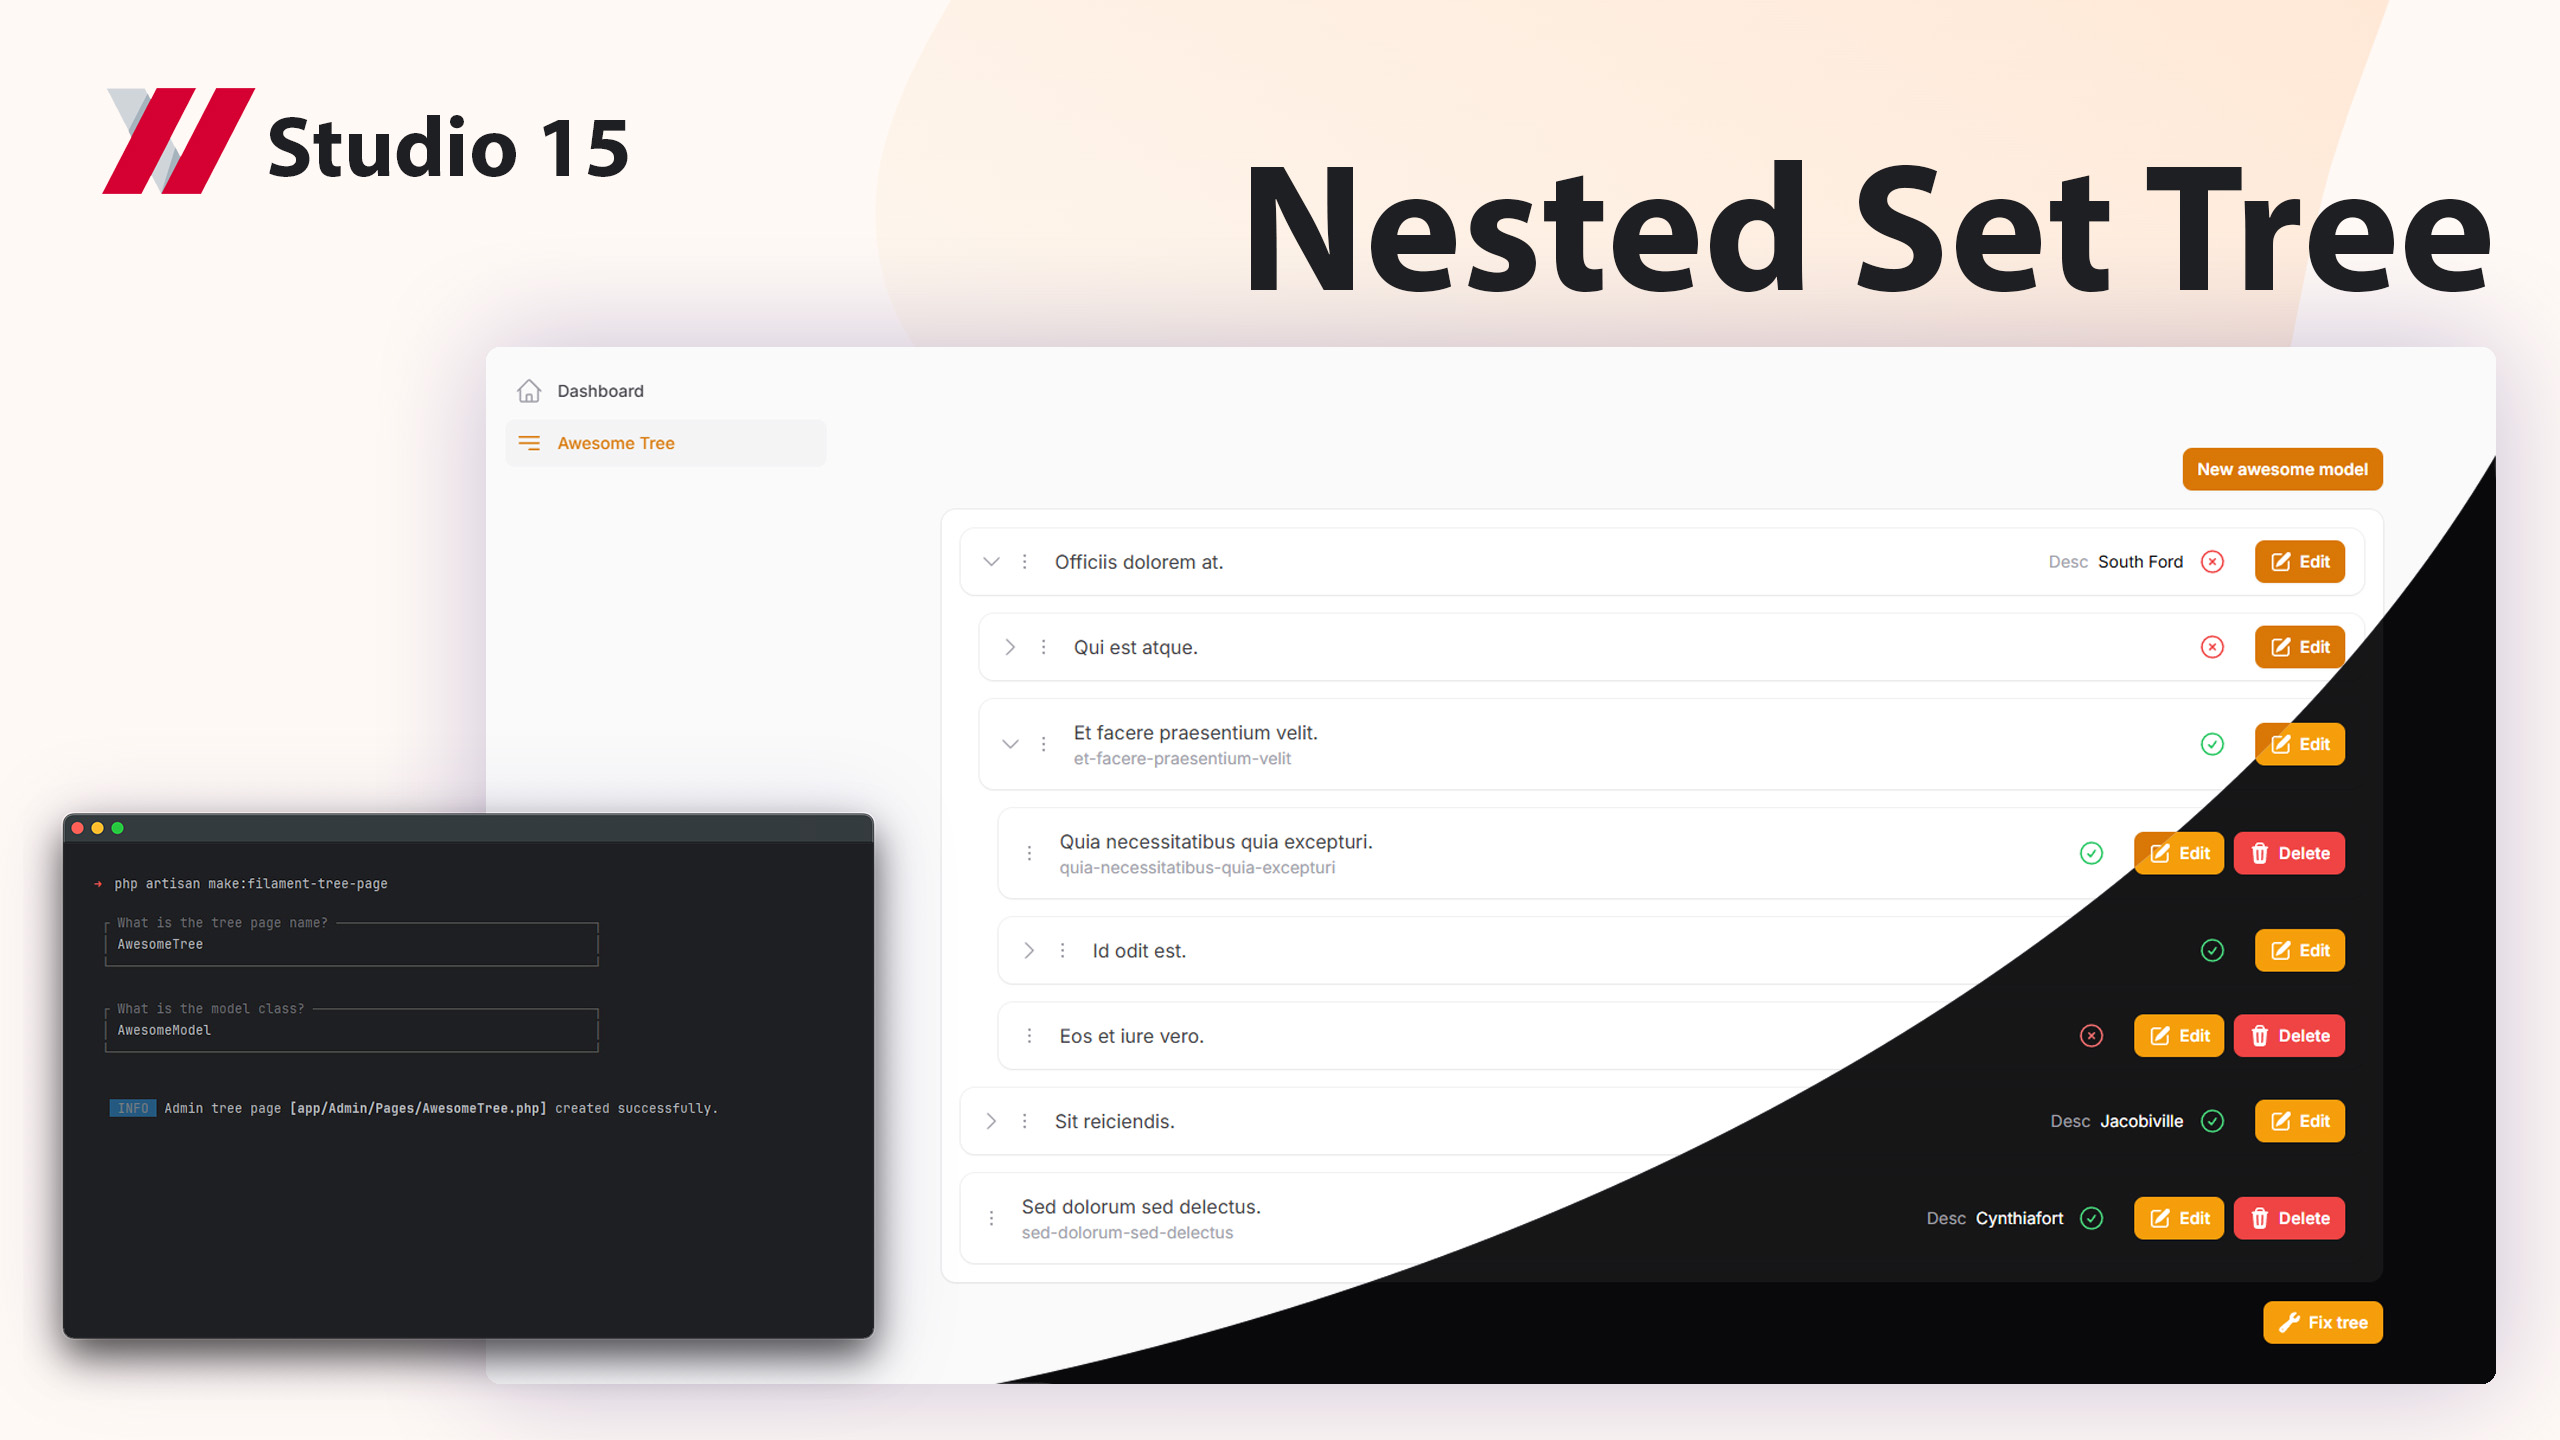 Studio 15
Nested Set Tree
Dashboard
Awesome Tree
New awesome model
Officiis dolorem at.
Desc South Ford
Edit
Qui est atque.
Edit
Et facere praesentium velit.
et-facere-praesentium-velit
Edit
Quia necessitatibus quia excepturi.
quia-necessitatibus-quia-excepturi
Edit
Delete
Id odit est.
Edit
Eos et iure vero.
Edit
Delete
Sit reiciendis.
Desc Jacobiville
Edit
Sed dolorum sed delectus.
sed-dolorum-sed-delectus
Desc Cynthiafort
Edit
Delete
Fix tree
→ php artisan make:filament-tree-page
What is the tree page name?
AwesomeTree
What is the model class?
AwesomeModel
INFO Admin tree page [app/Admin/Pages/AwesomeTree.php] created successfully.